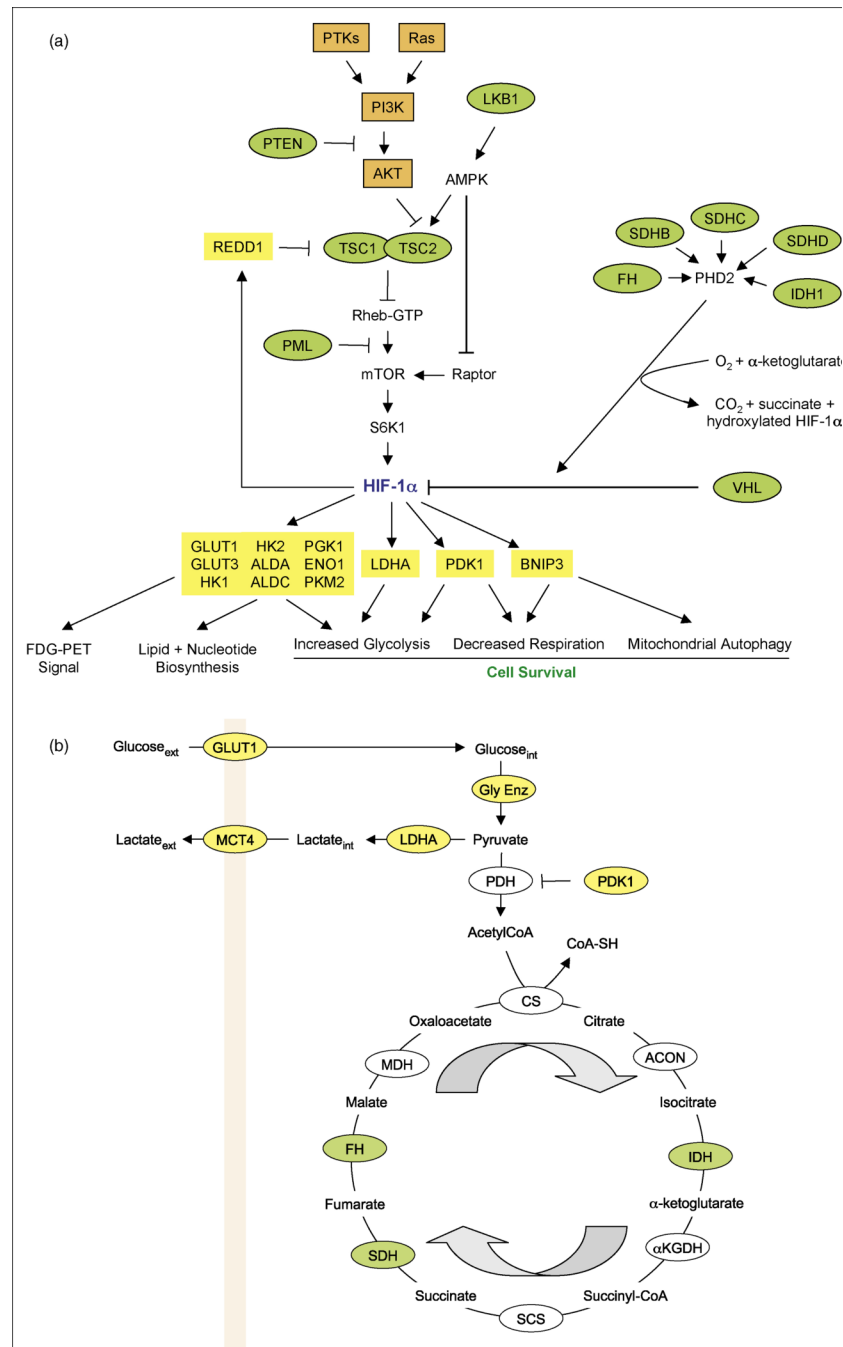 (a)
PTKs
Ras
PI3K
LKB1
PTEN
AKT
AMPK
SDHC
SDHB
SDHD
REDD1
TSC1
TSC2
FH
PHD2
IDH1
Rheb-GTP
PML
mTOR
Raptor
O₂ + α-ketoglutarate
CO₂ + succinate +
hydroxylated HIF-1α
S6K1
HIF-1α
VHL
GLUT1 HK2 PGK1
GLUT3 ALDA ENO1
HK1 ALDC PKM2
LDHA
PDK1
BNIP3
FDG-PET
Signal
Lipid + Nucleotide
Biosynthesis
Increased Glycolysis
Decreased Respiration
Mitochondrial Autophagy
Cell Survival
(b)
Glucose_ext
GLUT1
Glucose_int
Gly Enz
Lactate_ext
MCT4
Lactate_int
LDHA
Pyruvate
PDH
PDK1
AcetylCoA
CoA-SH
CS
Oxaloacetate
Citrate
MDH
ACON
Malate
Isocitrate
FH
IDH
Fumarate
α-ketoglutarate
SDH
αKGDH
Succinate
Succinyl-CoA
SCS